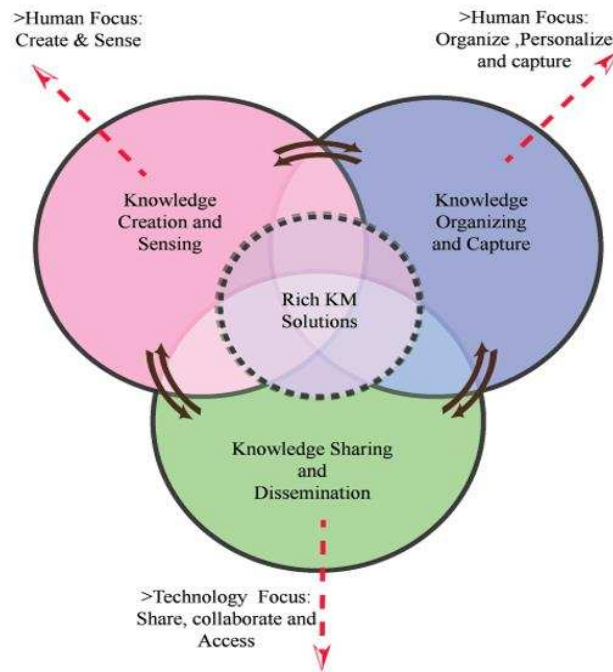 >Human Focus:
Create & Sense
>Human Focus:
Organize ,Personalize
and capture
Knowledge
Creation and
Sensing
Knowledge
Organizing
and Capture
Rich KM
Solutions
Knowledge Sharing
and
Dissemination
>Technology Focus:
Share, collaborate and
Access